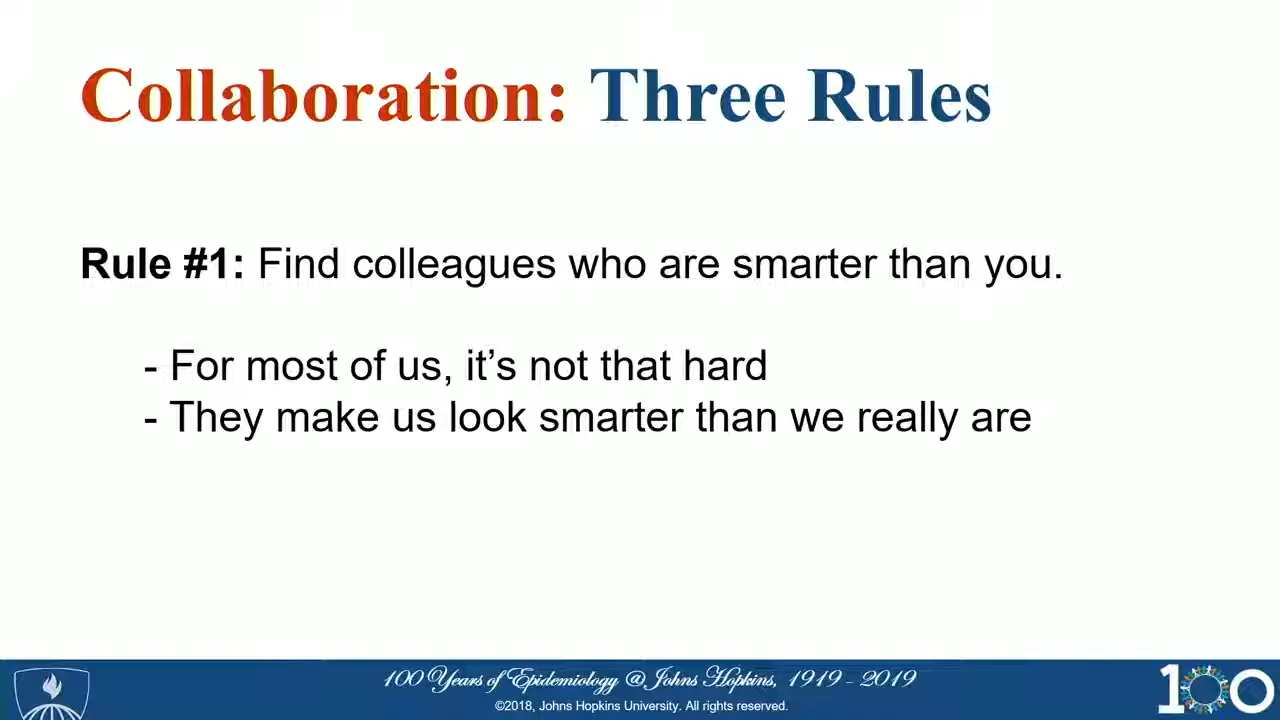 Collaboration: Three Rules
Rule #1: Find colleagues who are smarter than you.
- For most of us, it’s not that hard
- They make us look smarter than we really are
100 Years of Epidemiology @ Johns Hopkins, 1919 - 2019
©2018, Johns Hopkins University. All rights reserved.
100